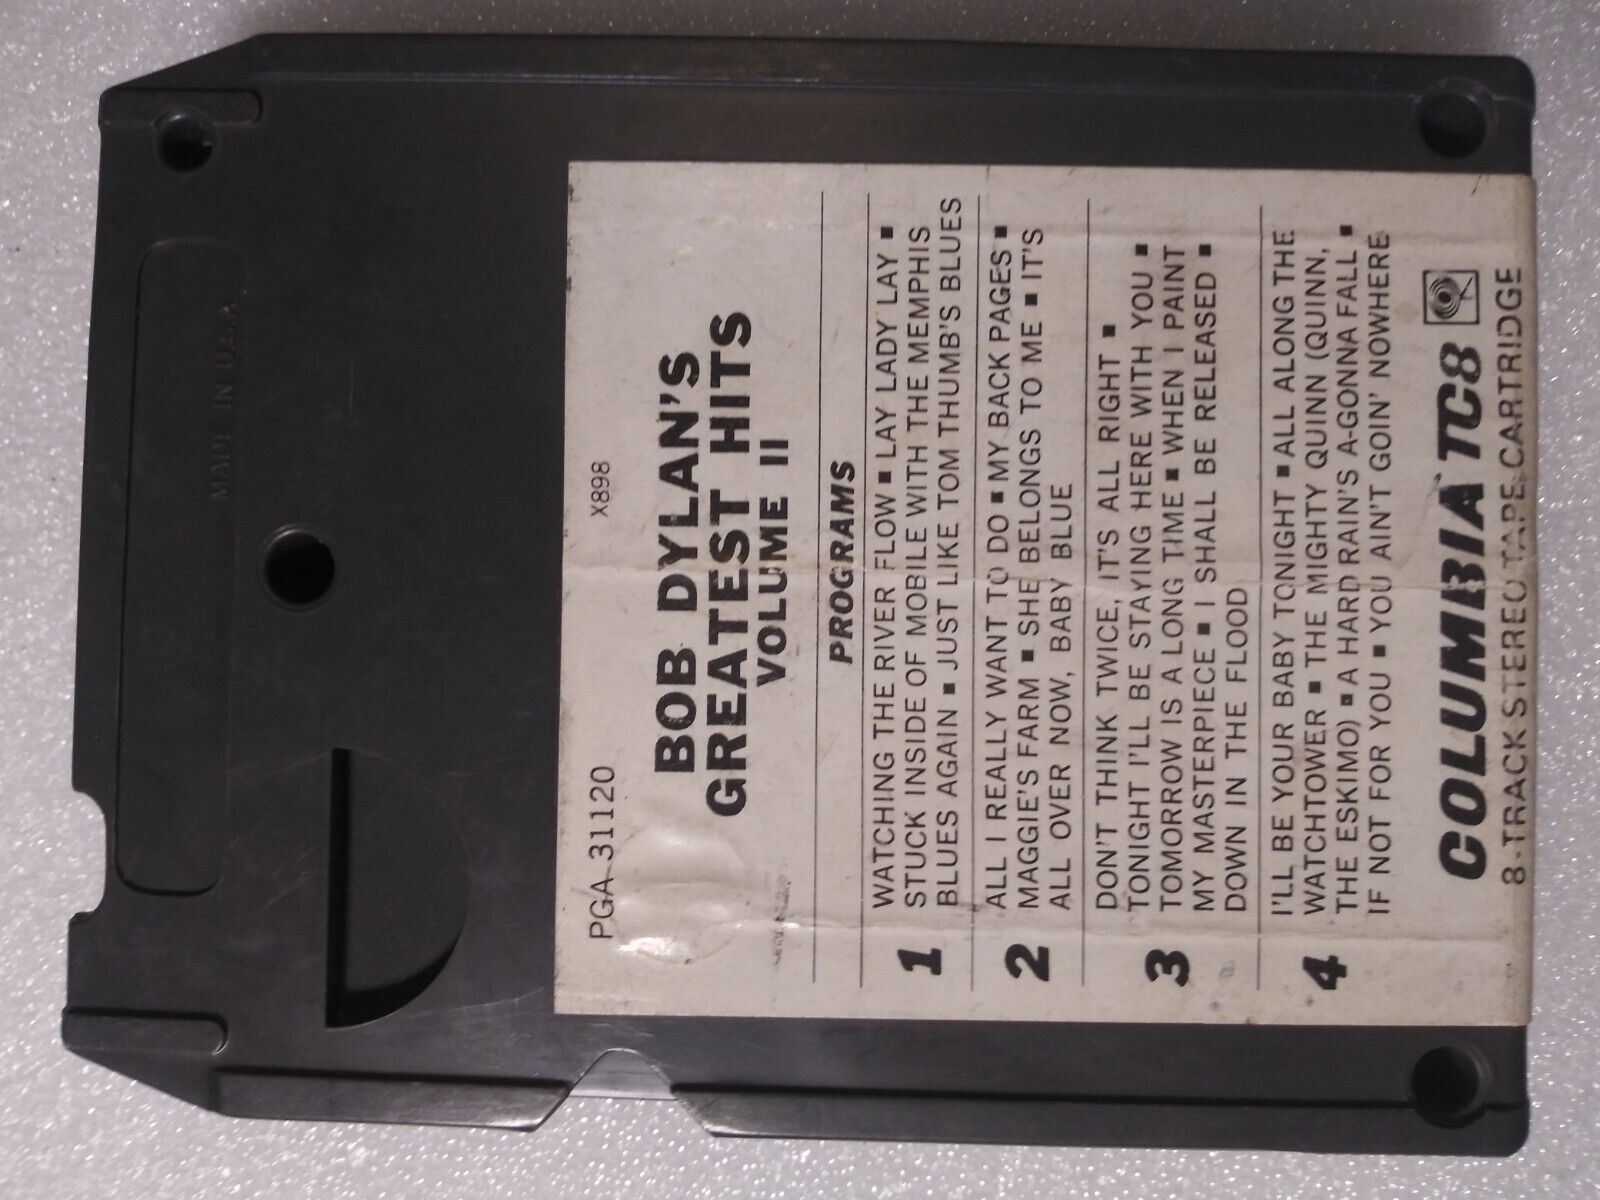 MADE IN U.S.A.
PGA 31120 X898
BOB DYLAN'S
GREATEST HITS
VOLUME II
PROGRAMS
1
WATCHING THE RIVER FLOW ▪ LAY LADY LAY ▪
STUCK INSIDE OF MOBILE WITH THE MEMPHIS
BLUES AGAIN ▪ JUST LIKE TOM THUMB'S BLUES
2
ALL I REALLY WANT TO DO ▪ MY BACK PAGES ▪
MAGGIE'S FARM ▪ SHE BELONGS TO ME ▪ IT'S
ALL OVER NOW, BABY BLUE
3
DON'T THINK TWICE, IT'S ALL RIGHT ▪
TONIGHT I'LL BE STAYING HERE WITH YOU ▪
TOMORROW IS A LONG TIME ▪ WHEN I PAINT
MY MASTERPIECE ▪ I SHALL BE RELEASED ▪
DOWN IN THE FLOOD
4
I'LL BE YOUR BABY TONIGHT ▪ ALL ALONG THE
WATCHTOWER ▪ THE MIGHTY QUINN (QUINN,
THE ESKIMO) ▪ A HARD RAIN'S A-GONNA FALL ▪
IF NOT FOR YOU ▪ YOU AIN'T GOIN' NOWHERE
COLUMBIA TC8
8-TRACK STEREO TAPE CARTRIDGE